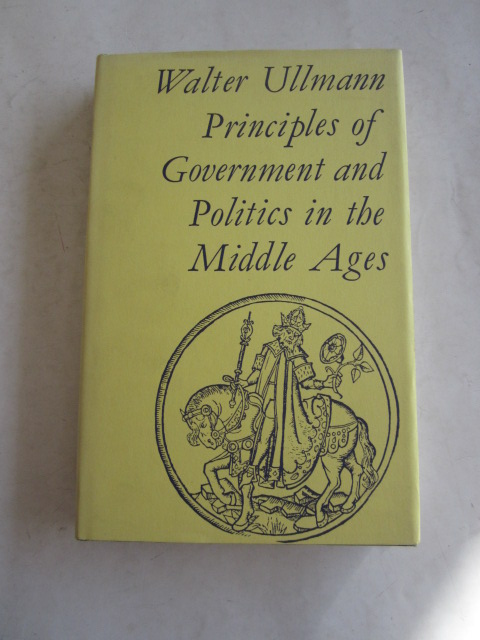 Walter Ullmann
Principles of
Government and
Politics in the
Middle Ages